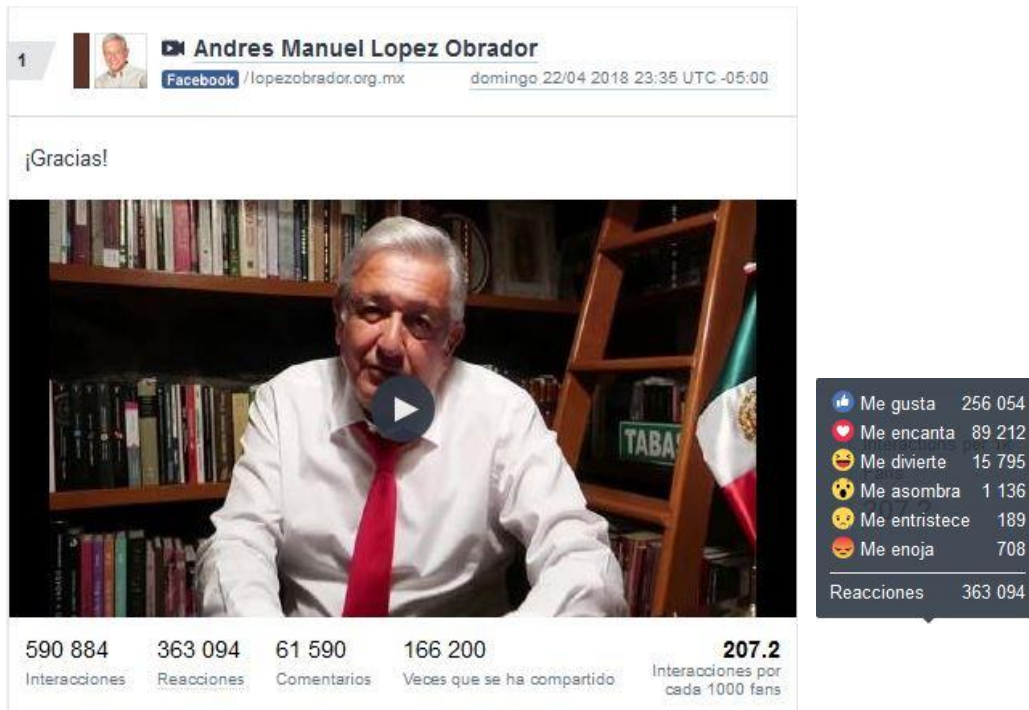 1
Andres Manuel Lopez Obrador
Facebook /lopezobrador.org.mx domingo 22/04 2018 23:35 UTC -05:00
¡Gracias!
TABAS
Me gusta 256 054
Me encanta 89 212
Me divierte 15 795
Me asombra 1 136
Me entristece 189
Me enoja 708
Reacciones 363 094
590 884 363 094 61 590 166 200 207.2
Interacciones Reacciones Comentarios Veces que se ha compartido Interacciones por
cada 1000 fans